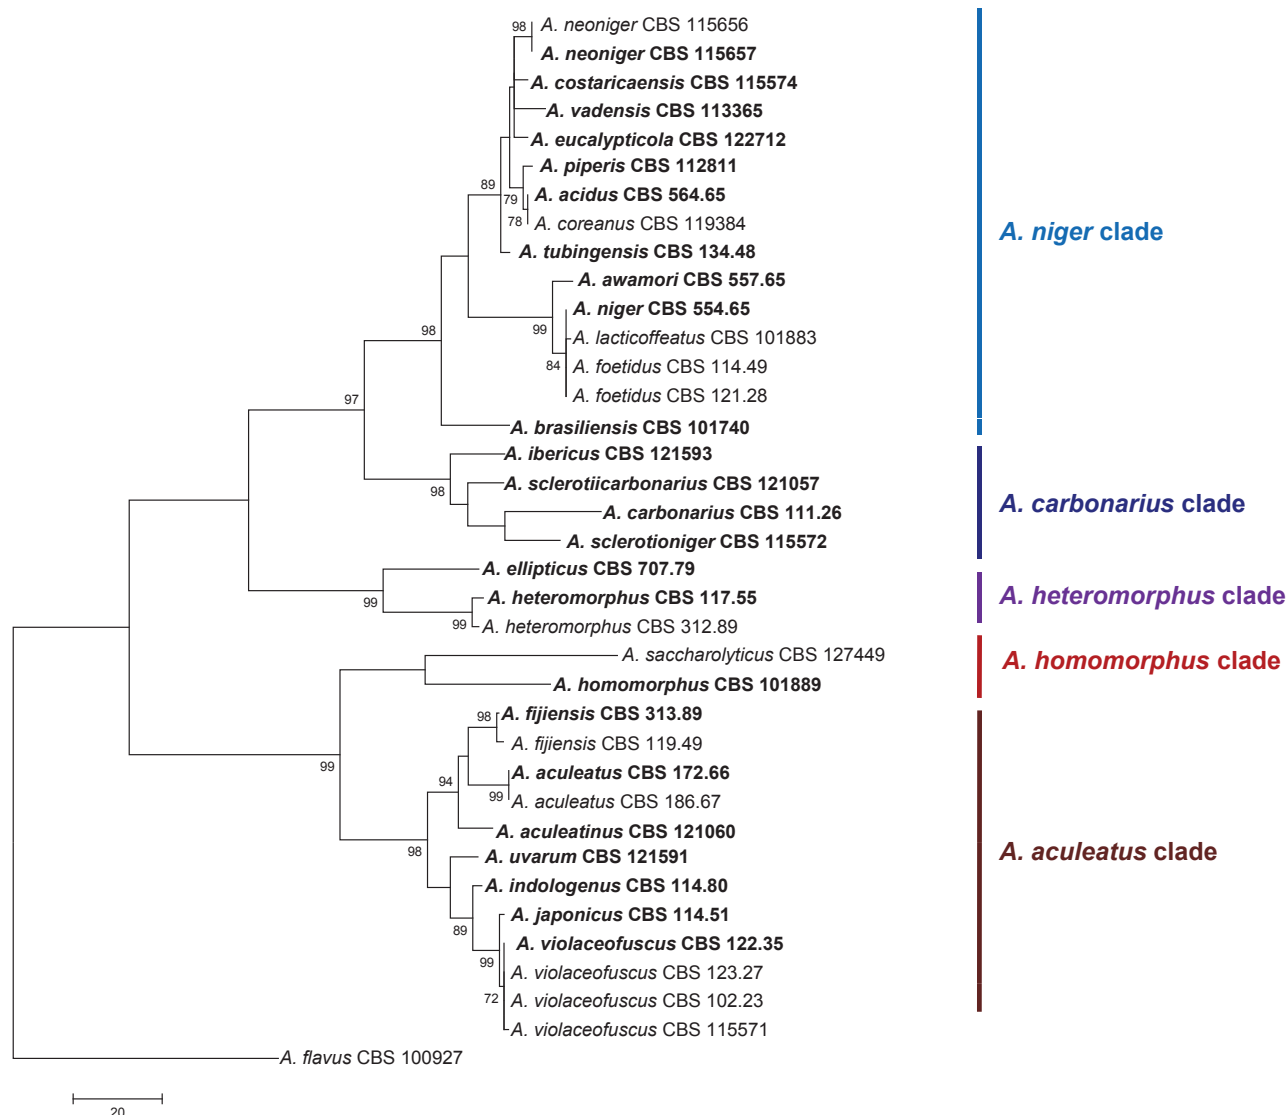 98
A. neoniger CBS 115656
A. neoniger CBS 115657
A. costaricaensis CBS 115574
A. vadensis CBS 113365
A. eucalypticola CBS 122712
A. piperis CBS 112811
89
79
A. acidus CBS 564.65
78
A. coreanus CBS 119384
A. niger clade
A. tubingensis CBS 134.48
A. awamori CBS 557.65
A. niger CBS 554.65
98
99
A. lacticoffeatus CBS 101883
84
A. foetidus CBS 114.49
A. foetidus CBS 121.28
97
A. brasiliensis CBS 101740
A. ibericus CBS 121593
98
A. sclerotiicarbonarius CBS 121057
A. carbonarius clade
A. carbonarius CBS 111.26
A. sclerotioniger CBS 115572
A. ellipticus CBS 707.79
99
A. heteromorphus CBS 117.55
A. heteromorphus clade
99
A. heteromorphus CBS 312.89
A. saccharolyticus CBS 127449
A. homomorphus clade
A. homomorphus CBS 101889
98
A. fijiensis CBS 313.89
A. fijiensis CBS 119.49
99
94
A. aculeatus CBS 172.66
99
A. aculeatus CBS 186.67
A. aculeatinus CBS 121060
98
A. aculeatus clade
A. uvarum CBS 121591
A. indologenus CBS 114.80
89
A. japonicus CBS 114.51
A. violaceofuscus CBS 122.35
99
A. violaceofuscus CBS 123.27
72
A. violaceofuscus CBS 102.23
A. violaceofuscus CBS 115571
A. flavus CBS 100927
20